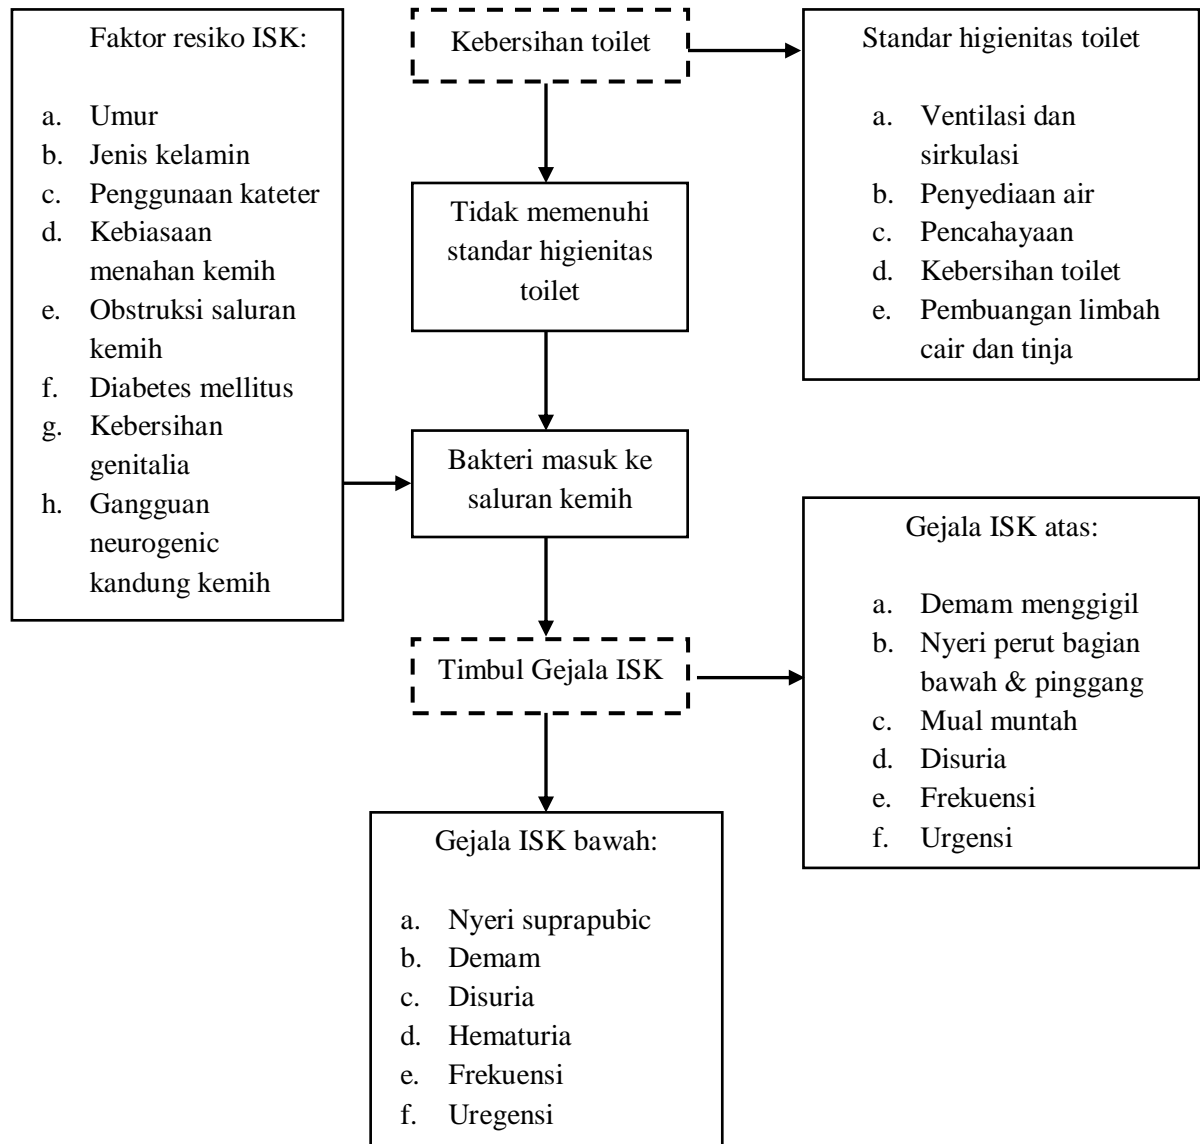 Faktor resiko ISK:
a. Umur
b. Jenis kelamin
c. Penggunaan kateter
d. Kebiasaan
menahan kemih
e. Obstruksi saluran
kemih
f. Diabetes mellitus
g. Kebersihan
genitalia
h. Gangguan
neurogenic
kandung kemih
Kebersihan toilet
Standar higienitas toilet
a. Ventilasi dan
sirkulasi
b. Penyediaan air
c. Pencahayaan
d. Kebersihan toilet
e. Pembuangan limbah
cair dan tinja
Tidak memenuhi
standar higienitas
toilet
Bakteri masuk ke
saluran kemih
Timbul Gejala ISK
Gejala ISK atas:
a. Demam menggigil
b. Nyeri perut bagian
bawah & pinggang
c. Mual muntah
d. Disuria
e. Frekuensi
f. Urgensi
Gejala ISK bawah:
a. Nyeri suprapubic
b. Demam
c. Disuria
d. Hematuria
e. Frekuensi
f. Uregensi